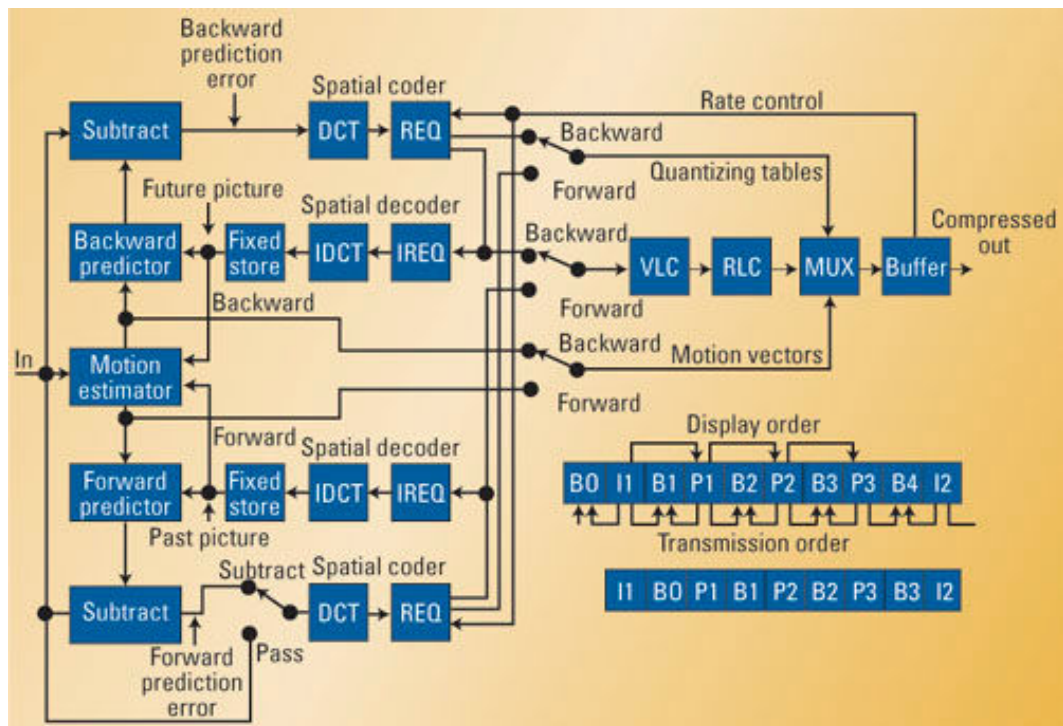 Backward
prediction
error
Spatial coder
Rate control
Subtract
DCT
REQ
Backward
Quantizing tables
Forward
Future picture
Spatial decoder
Compressed
out
Backward
predictor
Fixed
store
IDCT
IREQ
Backward
VLC
RLC
MUX
Buffer
Backward
Forward
In
Motion
estimator
Backward
Motion vectors
Forward
Forward
Spatial decoder
Display order
Forward
predictor
Fixed
store
IDCT
IREQ
B0 I1 B1 P1 B2 P2 B3 P3 B4 I2
Past picture
Transmission order
Subtract
Spatial coder
Subtract
DCT
REQ
I1 B0 P1 B1 P2 B2 P3 B3 I2
Pass
Forward
prediction
error